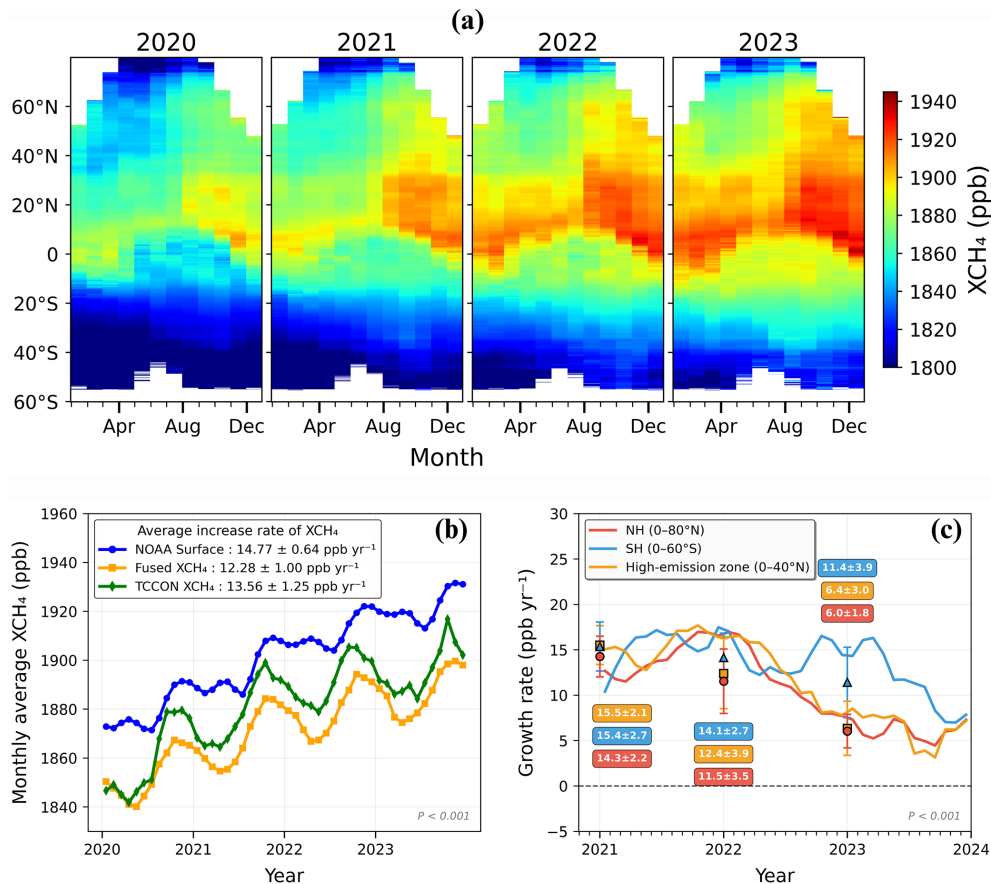 (a)
2020 2021 2022 2023
60°N
40°N
20°N
0
20°S
40°S
60°S
Apr Aug Dec Apr Aug Dec Apr Aug Dec Apr Aug Dec
Month
1940
1920
1900
1880
1860
1840
1820
1800
XCH₄ (ppb)
(b)
Average increase rate of XCH₄
NOAA Surface : 14.77 ± 0.64 ppb yr⁻¹
Fused XCH₄ : 12.28 ± 1.00 ppb yr⁻¹
TCCON XCH₄ : 13.56 ± 1.25 ppb yr⁻¹
1960
1940
1920
1900
1880
1860
1840
Monthly average XCH₄ (ppb)
P < 0.001
2020 2021 2022 2023
Year
(c)
NH (0–80°N)
SH (0–60°S)
High-emission zone (0–40°N)
30
25
20
15
10
5
0
−5
Growth rate (ppb yr⁻¹)
11.4±3.9
6.4±3.0
6.0±1.8
15.5±2.1
15.4±2.7
14.3±2.2
14.1±2.7
12.4±3.9
11.5±3.5
P < 0.001
2021 2022 2023 2024
Year